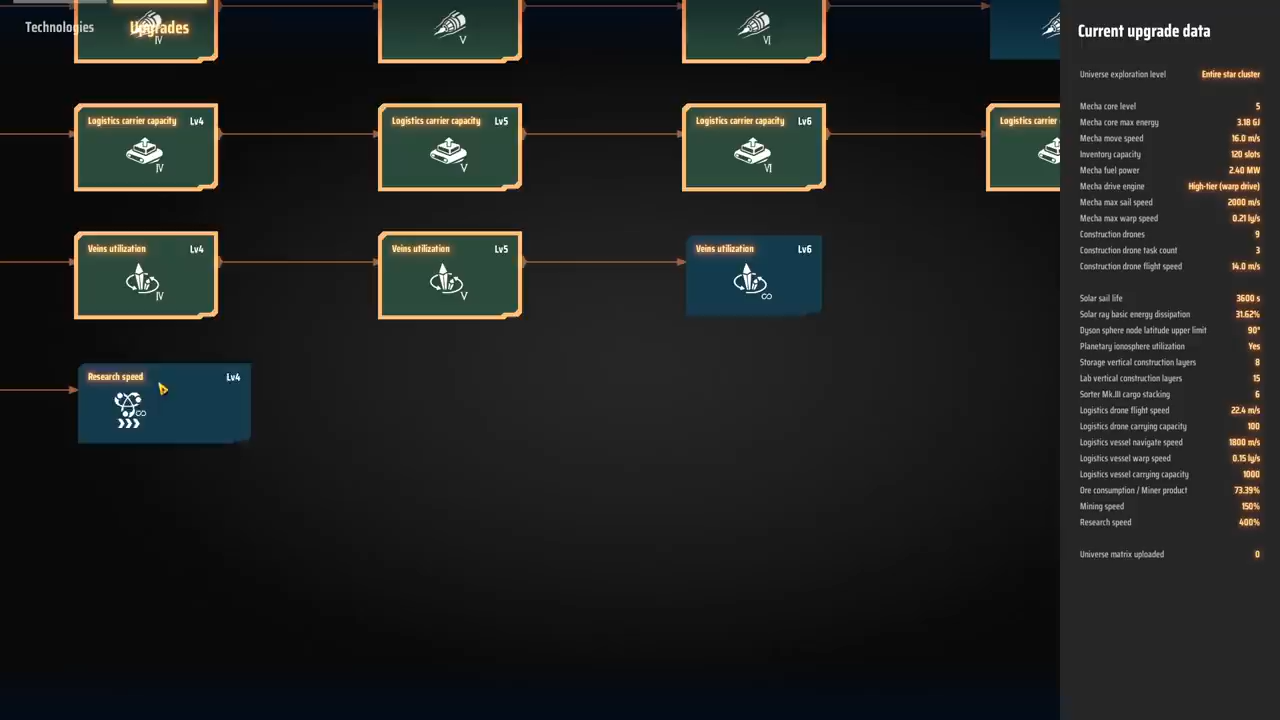 Technologies
Upgrades
IV
V
VI
Logistics carrier capacity Lv4
IV
Logistics carrier capacity Lv5
V
Logistics carrier capacity Lv6
VI
Logistics carrier
Veins utilization Lv4
IV
Veins utilization Lv5
V
Veins utilization Lv6
∞
Research speed Lv4
∞
Current upgrade data
Universe exploration level Entire star cluster
Mecha core level 5
Mecha core max energy 3.18 GJ
Mecha move speed 16.0 m/s
Inventory capacity 120 slots
Mecha fuel power 2.40 MW
Mecha drive engine High-tier (warp drive)
Mecha max sail speed 2000 m/s
Mecha max warp speed 0.21 ly/s
Construction drones 9
Construction drone task count 3
Construction drone flight speed 14.0 m/s
Solar sail life 3600 s
Solar ray basic energy dissipation 31.62%
Dyson sphere node latitude upper limit 90°
Planetary ionosphere utilization Yes
Storage vertical construction layers 8
Lab vertical construction layers 15
Sorter Mk.III cargo stacking 6
Logistics drone flight speed 22.4 m/s
Logistics drone carrying capacity 100
Logistics vessel navigate speed 1800 m/s
Logistics vessel warp speed 0.15 ly/s
Logistics vessel carrying capacity 1000
Ore consumption / Miner product 73.39%
Mining speed 150%
Research speed 400%
Universe matrix uploaded 0